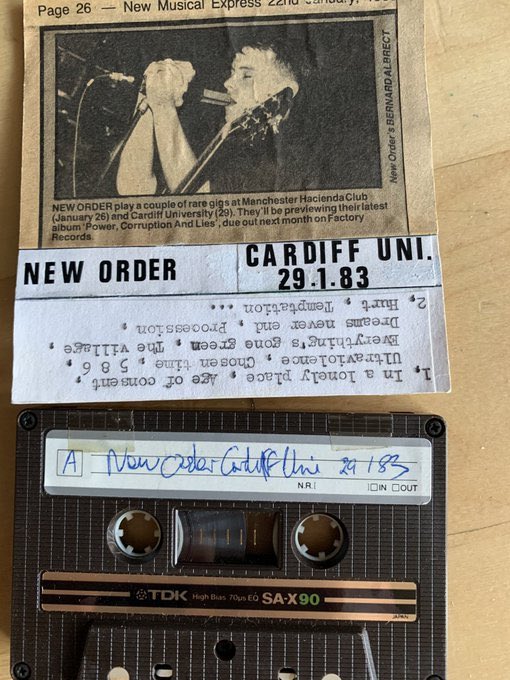 Page 26 — New Musical Express 22nd January,
New Order's BERNARD ALBRECT
NEW ORDER play a couple of rare gigs at Manchester Hacienda Club
(January 26) and Cardiff University (29). They'll be previewing their latest
album 'Power, Corruption And Lies', due out next month on Factory
Records.
NEW ORDER
CARDIFF UNI.
29.1.83
1, In a lonely place , Age of consent ,
Ultraviolence , Chosen time , 5 8 6 ,
Everything's gone green , The village ,
Dreams never end , Procession ,
2, Hurt , Temptation ...
A New Order Cardiff Uni 29 1 83
N.R.[ ]□IN □OUT
TDK High Bias 70µs EQ SA-X90
JAPAN